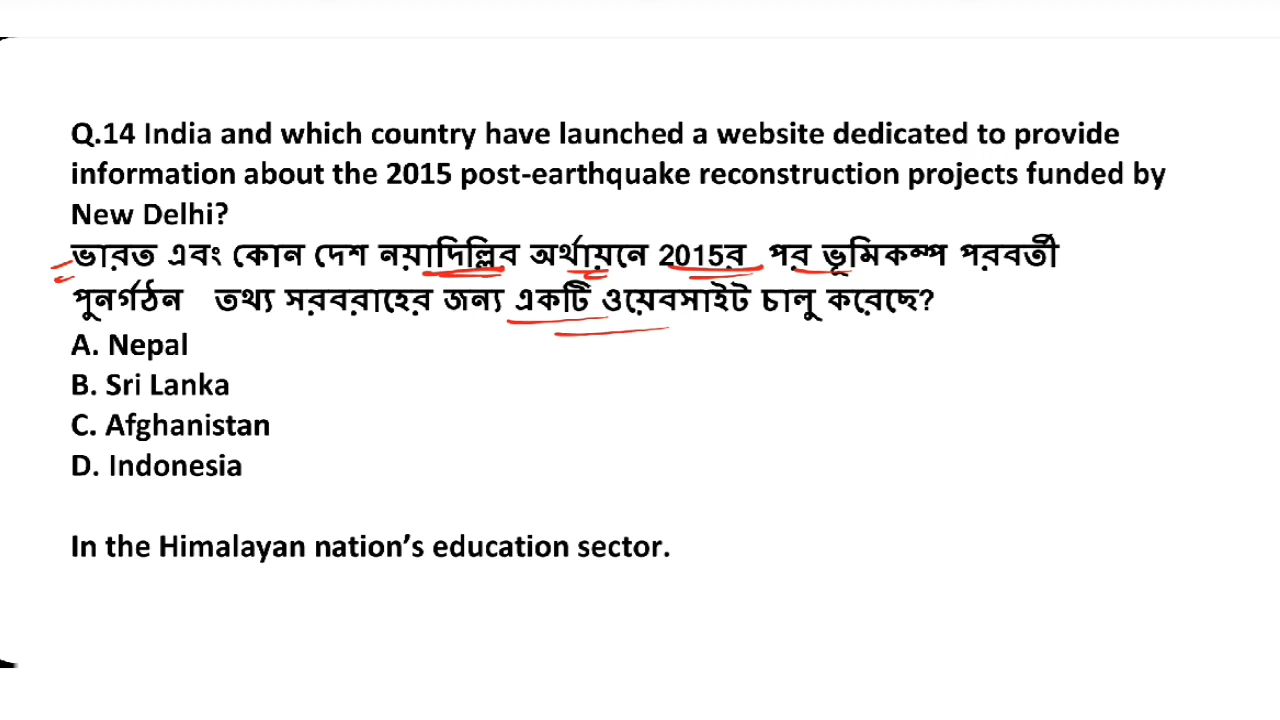 Q.14 India and which country have launched a website dedicated to provide
information about the 2015 post-earthquake reconstruction projects funded by
New Delhi?
ভারত এবং কোন দেশ নয়াদিল্লির অর্থায়নে 2015র পর ভূমিকম্প পরবর্তী
পুনর্গঠন তথ্য সরবরাহের জন্য একটি ওয়েবসাইট চালু করেছে?
A. Nepal
B. Sri Lanka
C. Afghanistan
D. Indonesia
In the Himalayan nation's education sector.